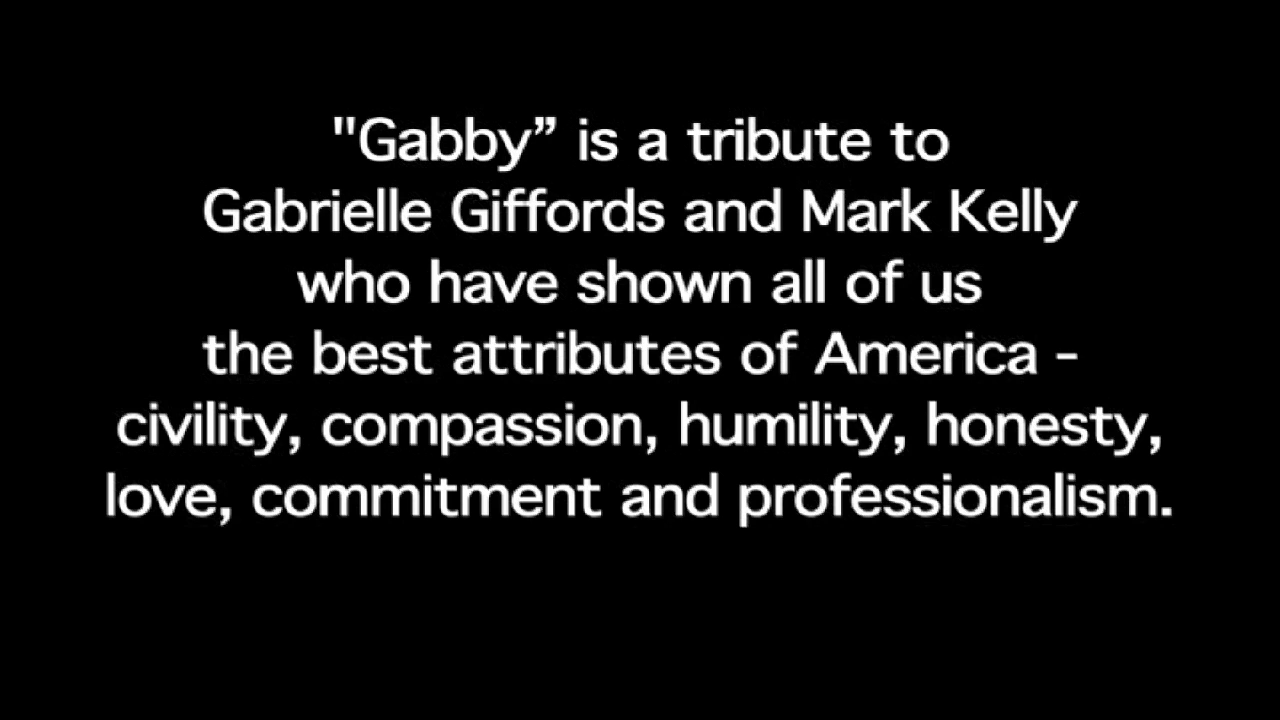 "Gabby” is a tribute to
Gabrielle Giffords and Mark Kelly
who have shown all of us
the best attributes of America –
civility, compassion, humility, honesty,
love, commitment and professionalism.